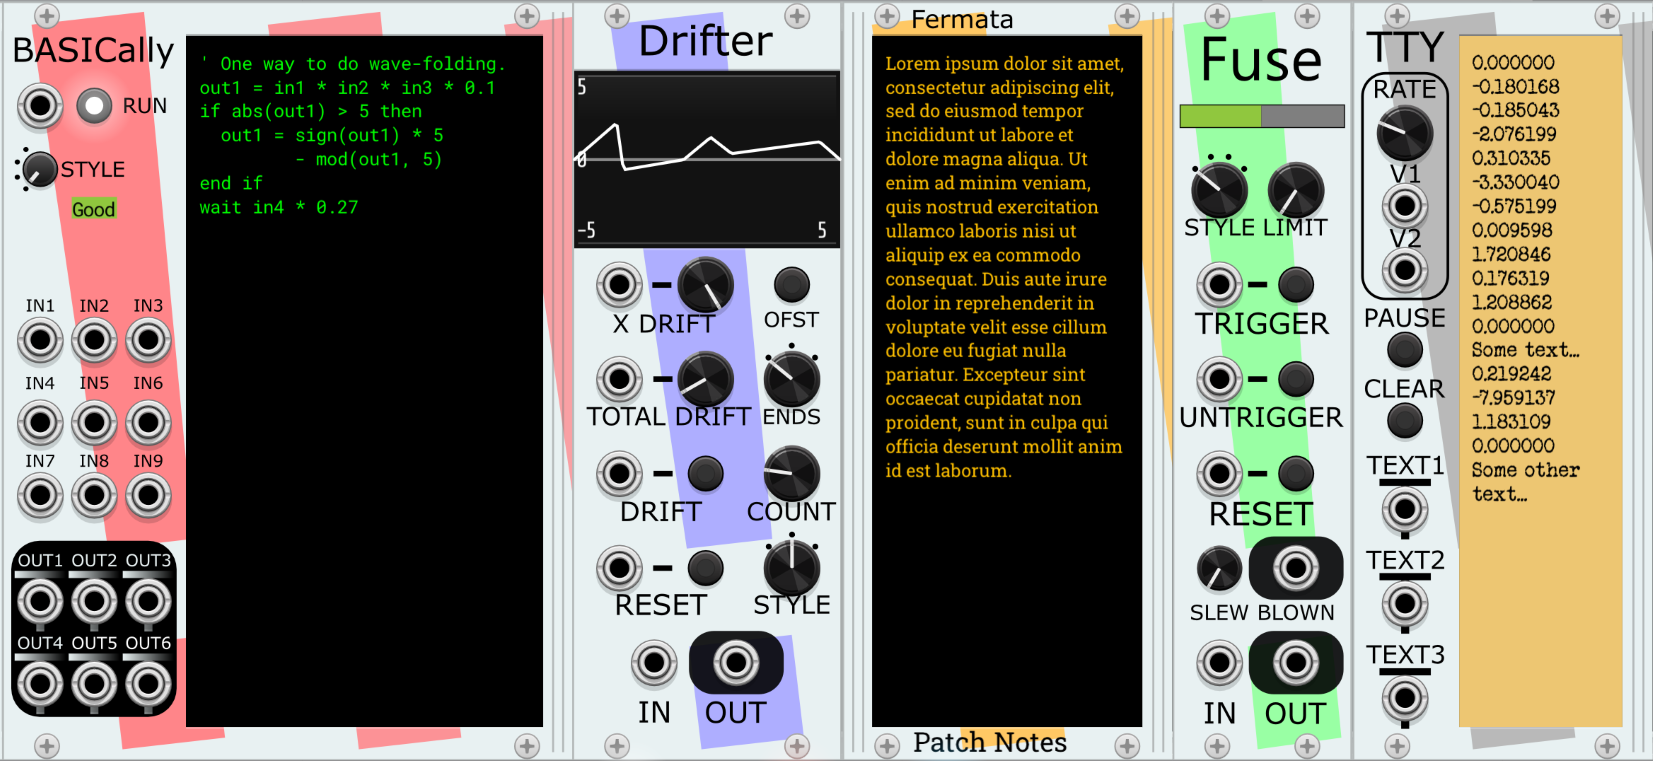 BASICally
RUN
STYLE
Good
IN1 IN2 IN3
IN4 IN5 IN6
IN7 IN8 IN9
OUT1 OUT2 OUT3
OUT4 OUT5 OUT6
' One way to do wave-folding.
out1 = in1 * in2 * in3 * 0.1
if abs(out1) > 5 then
out1 = sign(out1) * 5
- mod(out1, 5)
end if
wait in4 * 0.27
Drifter
5
0
-5 5
X DRIFT OFST
TOTAL DRIFT ENDS
DRIFT COUNT
RESET STYLE
IN OUT
Fermata
Lorem ipsum dolor sit amet,
consectetur adipiscing elit,
sed do eiusmod tempor
incididunt ut labore et
dolore magna aliqua. Ut
enim ad minim veniam,
quis nostrud exercitation
ullamco laboris nisi ut
aliquip ex ea commodo
consequat. Duis aute irure
dolor in reprehenderit in
voluptate velit esse cillum
dolore eu fugiat nulla
pariatur. Excepteur sint
occaecat cupidatat non
proident, sunt in culpa qui
officia deserunt mollit anim
id est laborum.
Patch Notes
Fuse
STYLE LIMIT
TRIGGER
UNTRIGGER
RESET
SLEW BLOWN
IN OUT
TTY
RATE
V1
V2
PAUSE
CLEAR
TEXT1
TEXT2
TEXT3
0.000000
-0.180168
-0.185043
-2.076199
0.310335
-3.330040
-0.575199
0.009598
1.720846
0.176319
1.208862
0.000000
Some text…
0.219242
-7.959137
1.183109
0.000000
Some other
text…